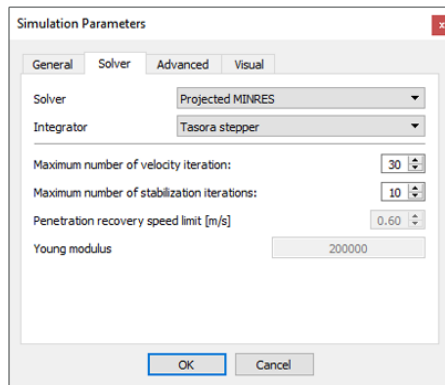 Simulation Parameters
x
General Solver Advanced Visual
Solver Projected MINRES
Integrator Tasora stepper
Maximum number of velocity iteration: 30
Maximum number of stabilization iterations: 10
Penetration recovery speed limit [m/s] 0.60
Young modulus 200000
OK Cancel